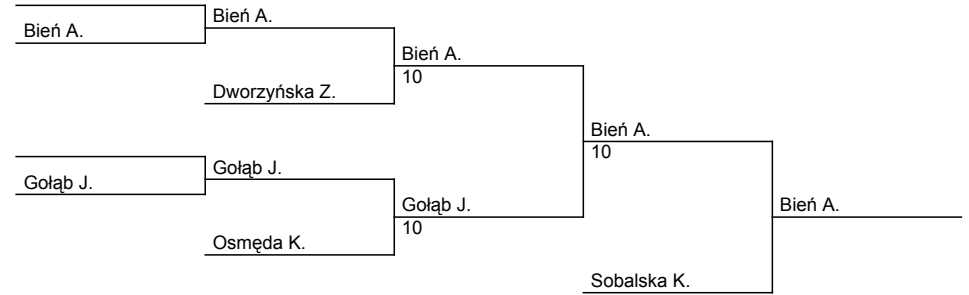 Bień A.
Bień A.
Dworzyńska Z.
Bień A.
10
Gołąb J.
Gołąb J.
Osmęda K.
Gołąb J.
10
Bień A.
10
Sobalska K.
Bień A.